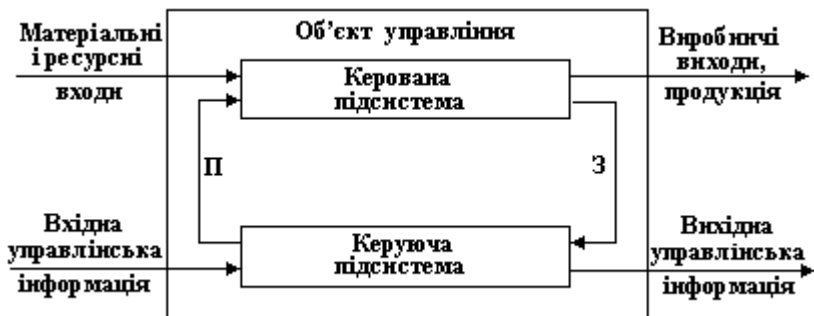 Об’єкт управління
Матеріальні
і ресурсні
входи
Керована
підсистема
Виробничі
виходи,
продукція
П
З
Вхідна
управлінська
інформація
Керуюча
підсистема
Вихідна
управлінська
інформація